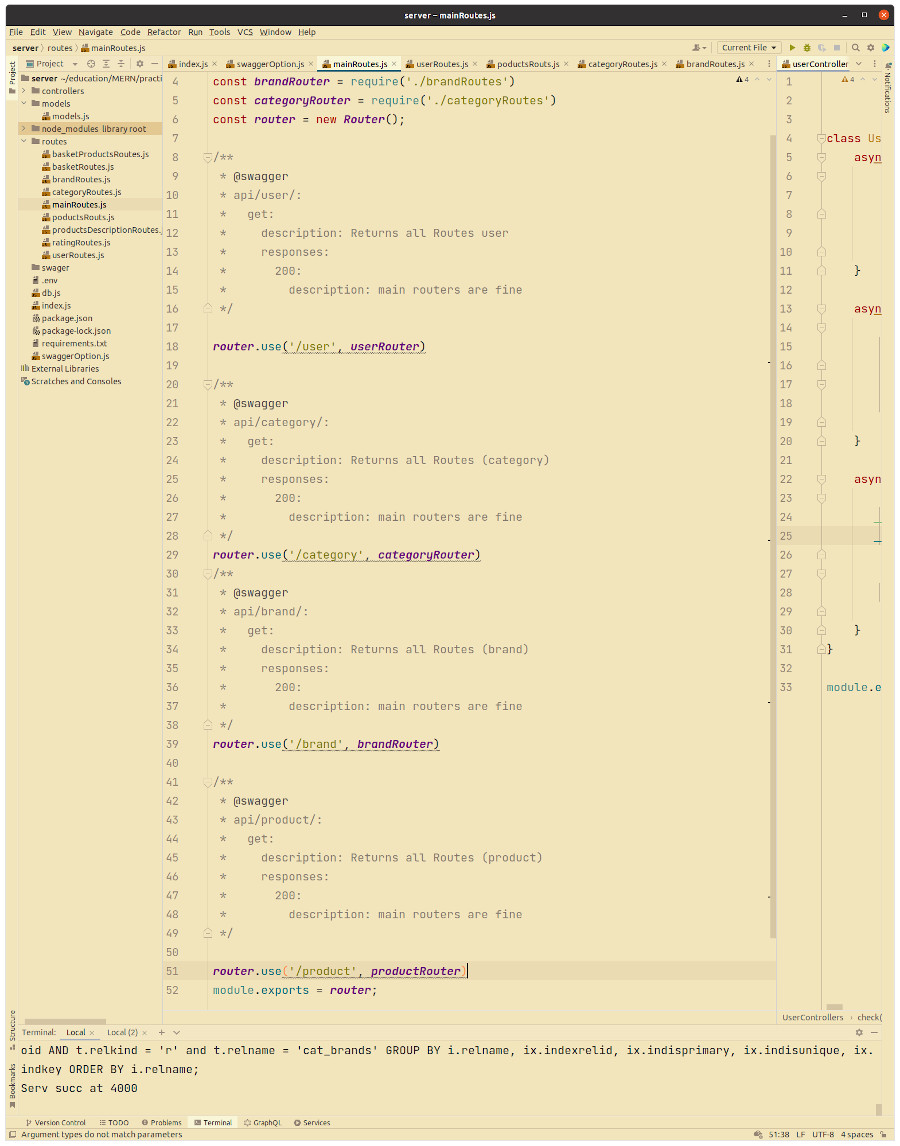 server – mainRoutes.js
File Edit View Navigate Code Refactor Run Tools VCS Window Help
server › routes › mainRoutes.js
Current File
Project
index.js swaggerOption.js mainRoutes.js userRoutes.js poductsRouts.js categoryRoutes.js brandRoutes.js userController
server ~/education/MERN/practi
controllers
models
models.js
node_modules library root
routes
basketProductsRoutes.js
basketRoutes.js
brandRoutes.js
categoryRoutes.js
mainRoutes.js
poductsRouts.js
productsDescriptionRoutes.
ratingRoutes.js
userRoutes.js
swager
.env
db.js
index.js
package.json
package-lock.json
requirements.txt
swaggerOption.js
External Libraries
Scratches and Consoles
Project
Structure
Bookmarks
4 const brandRouter = require('./brandRoutes')
5 const categoryRouter = require('./categoryRoutes')
6 const router = new Router();
7
8 /**
9 * @swagger
10 * api/user/:
11 * get:
12 * description: Returns all Routes user
13 * responses:
14 * 200:
15 * description: main routers are fine
16 */
17
18 router.use('/user', userRouter)
19
20 /**
21 * @swagger
22 * api/category/:
23 * get:
24 * description: Returns all Routes (category)
25 * responses:
26 * 200:
27 * description: main routers are fine
28 */
29 router.use('/category', categoryRouter)
30 /**
31 * @swagger
32 * api/brand/:
33 * get:
34 * description: Returns all Routes (brand)
35 * responses:
36 * 200:
37 * description: main routers are fine
38 */
39 router.use('/brand', brandRouter)
40
41 /**
42 * @swagger
43 * api/product/:
44 * get:
45 * description: Returns all Routes (product)
46 * responses:
47 * 200:
48 * description: main routers are fine
49 */
50
51 router.use('/product', productRouter)
52 module.exports = router;
4
4
1
2
3
4 class Us
5 asyn
6
7
8
9
10
11 }
12
13 asyn
14
15
16
17
18
19
20 }
21
22 asyn
23
24
25
26
27
28
29
30 }
31 }
32
33 module.e
Notifications
UserControllers › check(
Terminal: Local × Local (2) × +
oid AND t.relkind = 'r' and t.relname = 'cat_brands' GROUP BY i.relname, ix.indexrelid, ix.indisprimary, ix.indisunique, ix.
indkey ORDER BY i.relname;
Serv succ at 4000
Version Control TODO Problems Terminal GraphQL Services
Argument types do not match parameters 51:38 LF UTF-8 4 spaces